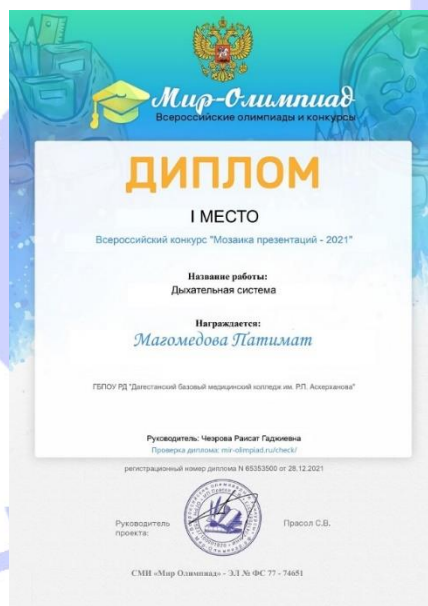 Мир-Олимпиад
Всероссийские олимпиады и конкурсы
ДИПЛОМ
I МЕСТО
Всероссийский конкурс "Мозаика презентаций - 2021"
Название работы:
Дыхательная система
Награждается:
Магомедова Патимат
ГБПОУ РД "Дагестанский базовый медицинский колледж им. Р.П. Аскерханова"
Руководитель: Чезрова Раисат Гаджиевна
Проверка диплома: mir-olimpiad.ru/check/
регистрационный номер диплома N 65353500 от 28.12.2021
Руководитель
проекта:
Прасол С.В.
СМИ «Мир Олимпиад» - ЭЛ № ФС 77 - 74651